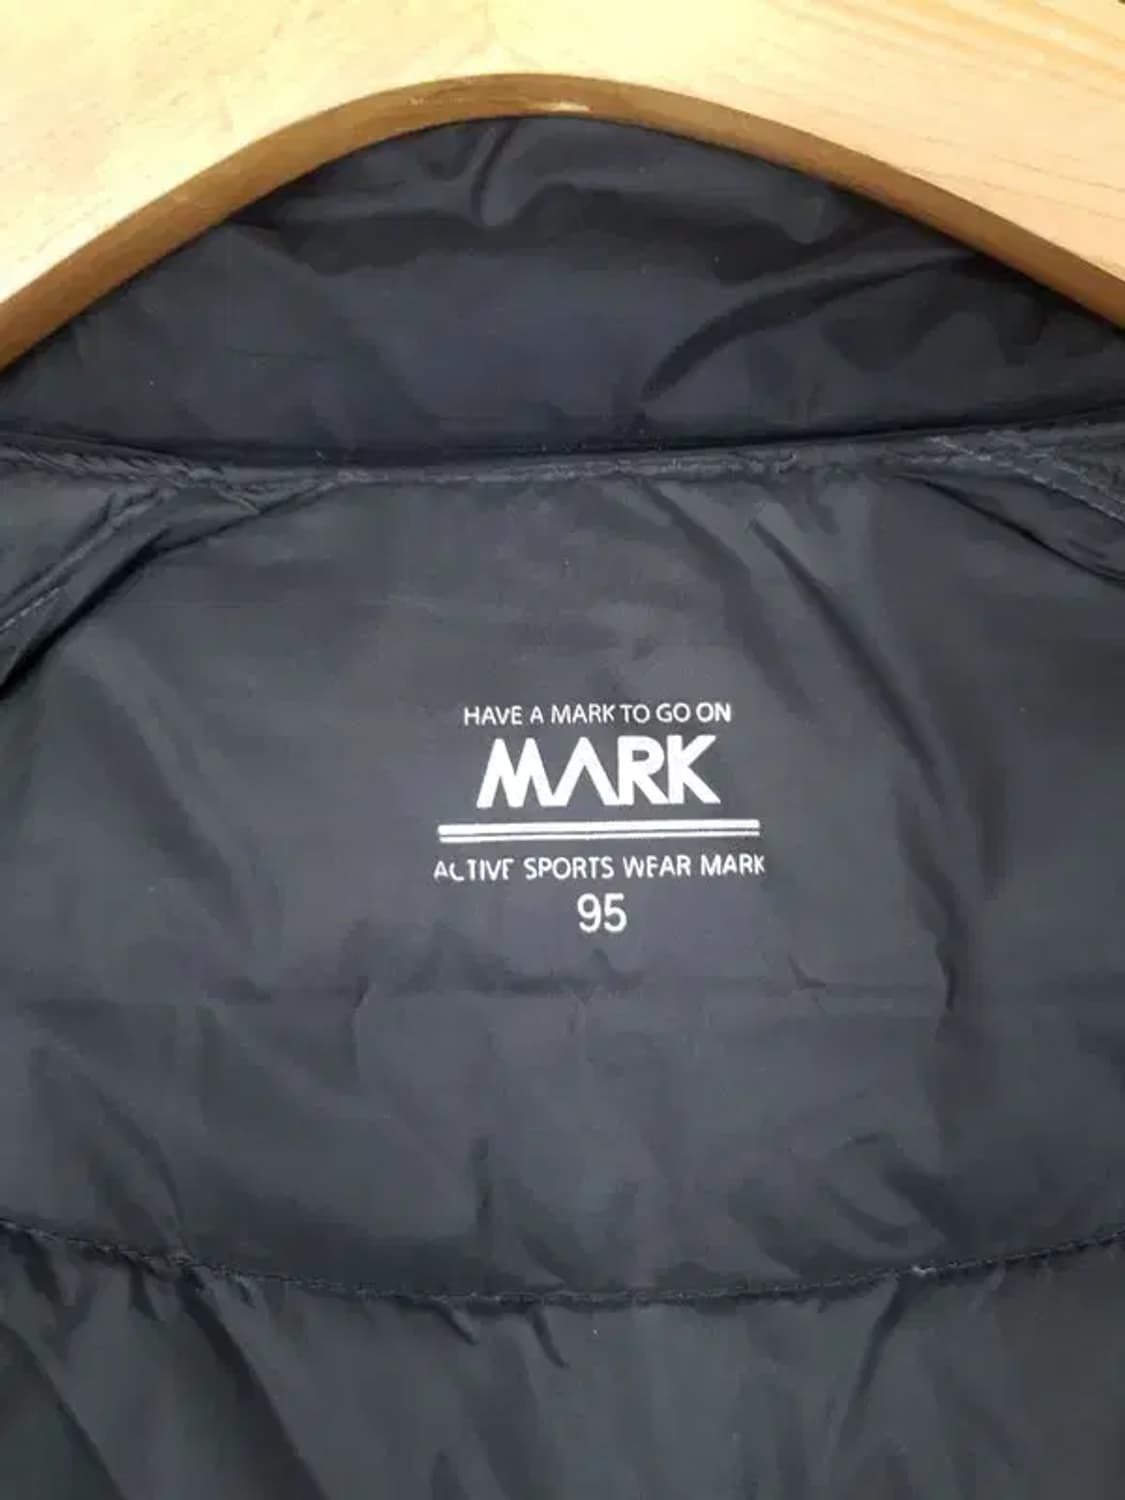 HAVE A MARK TO GO ON
MARK
ACTIVE SPORTS WEAR MARK
95